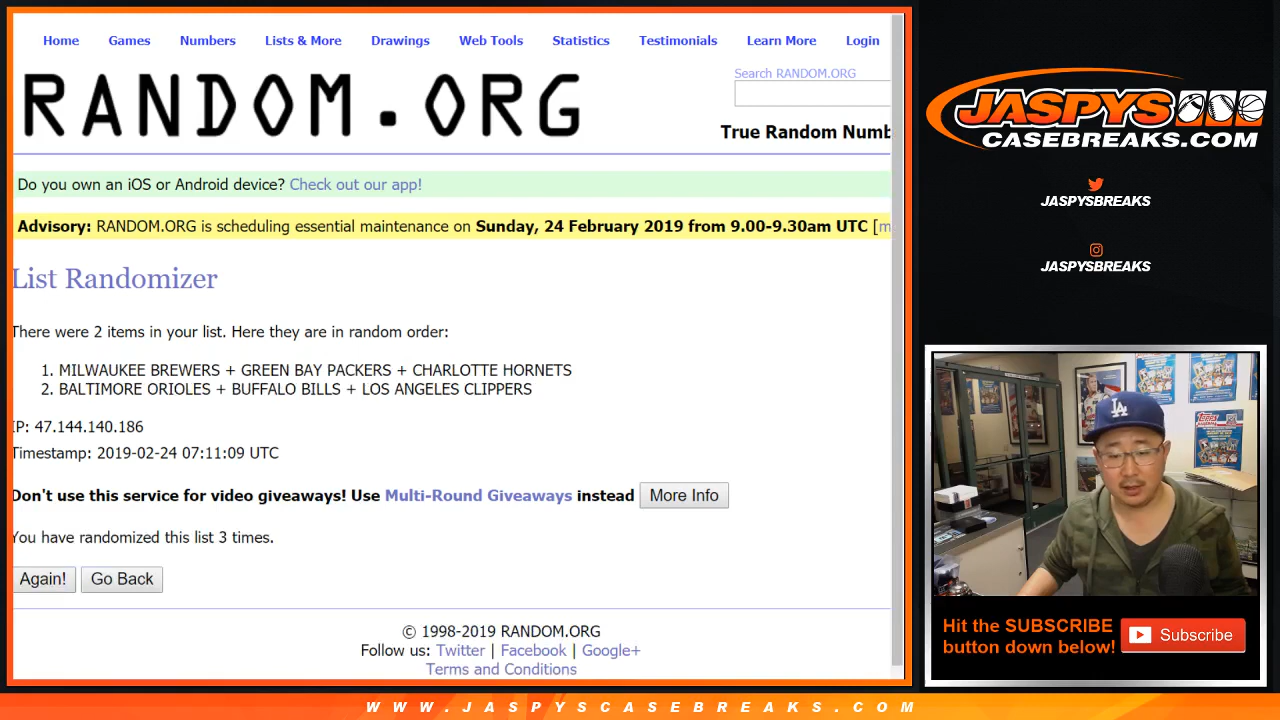 Home Games Numbers Lists & More Drawings Web Tools Statistics Testimonials Learn More Login
RANDOM.ORG
Search RANDOM.ORG
True Random Numb
Do you own an iOS or Android device? Check out our app!
Advisory: RANDOM.ORG is scheduling essential maintenance on Sunday, 24 February 2019 from 9.00-9.30am UTC [m
List Randomizer
There were 2 items in your list. Here they are in random order:
1. MILWAUKEE BREWERS + GREEN BAY PACKERS + CHARLOTTE HORNETS
2. BALTIMORE ORIOLES + BUFFALO BILLS + LOS ANGELES CLIPPERS
IP: 47.144.140.186
Timestamp: 2019-02-24 07:11:09 UTC
Don't use this service for video giveaways! Use Multi-Round Giveaways instead More Info
You have randomized this list 3 times.
Again! Go Back
© 1998-2019 RANDOM.ORG
Follow us: Twitter | Facebook | Google+
Terms and Conditions
JASPYS
CASEBREAKS.COM
JASPYSBREAKS
JASPYSBREAKS
LA
Topps
Hit the SUBSCRIBE
button down below!
Subscribe
WWW.JASPYSCASEBREAKS.COM